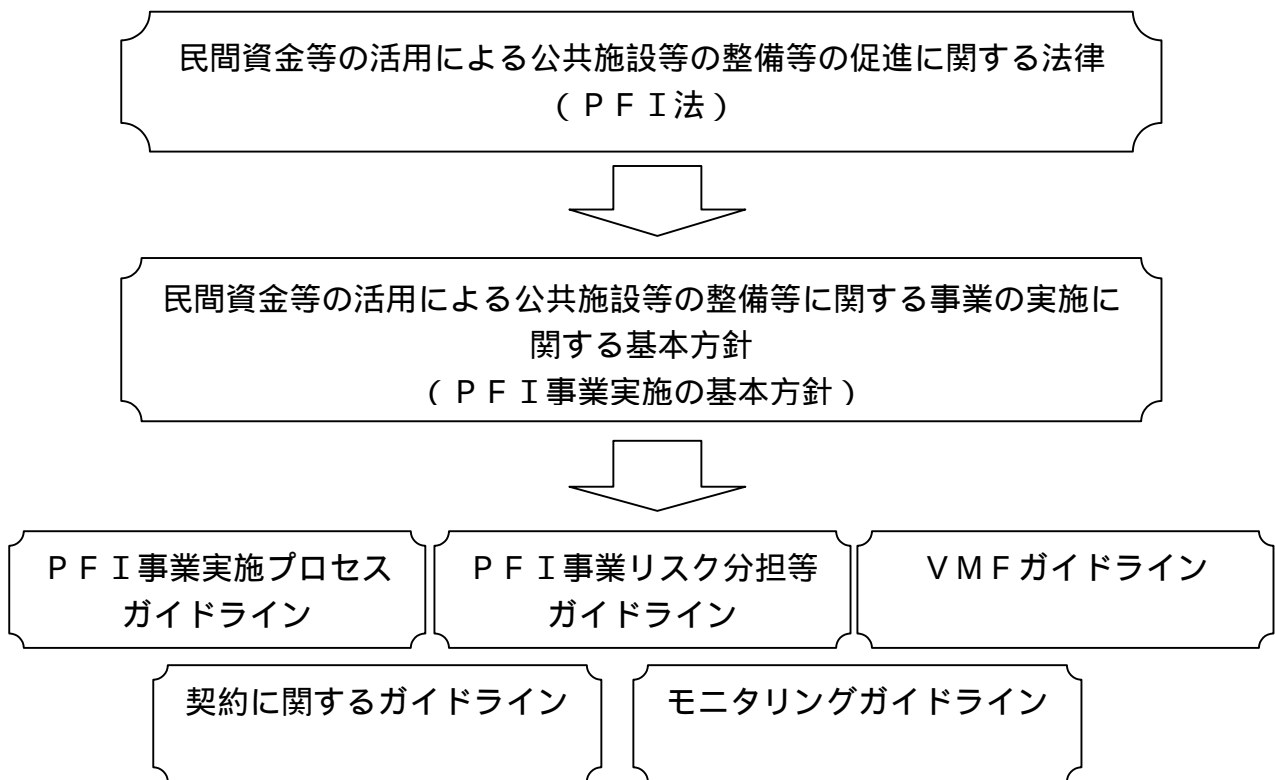 民間資金等の活用による公共施設等の整備等の促進に関する法律
（ＰＦＩ法）
民間資金等の活用による公共施設等の整備等に関する事業の実施に
関する基本方針
（ＰＦＩ事業実施の基本方針）
ＰＦＩ事業実施プロセス
ガイドライン
ＰＦＩ事業リスク分担等
ガイドライン
ＶＭＦガイドライン
契約に関するガイドライン
モニタリングガイドライン